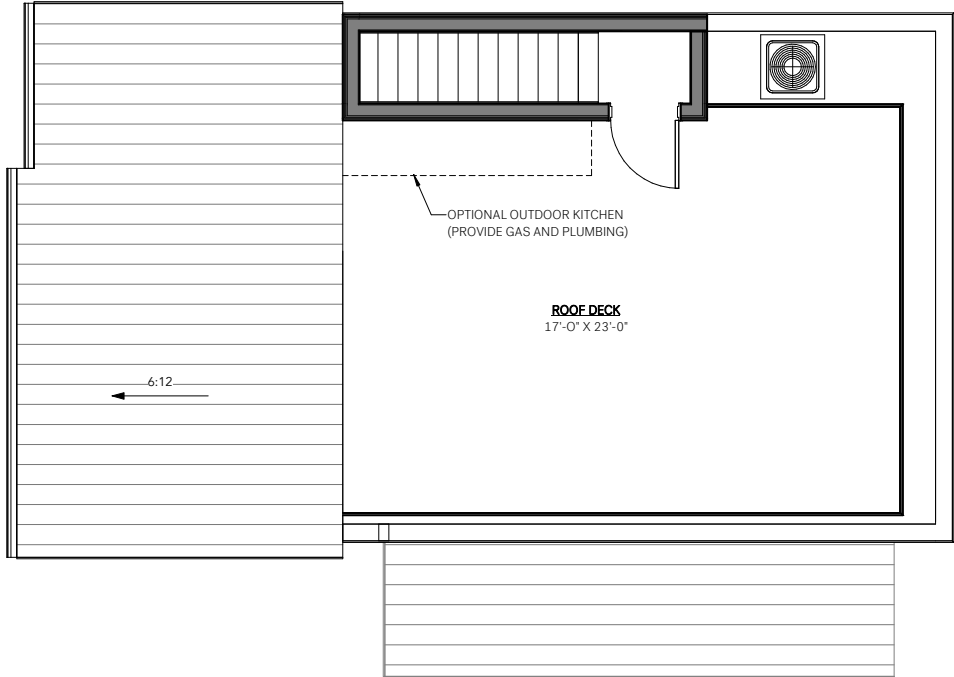 OPTIONAL OUTDOOR KITCHEN
(PROVIDE GAS AND PLUMBING)
ROOF DECK
17'-0" X 23'-0"
6:12